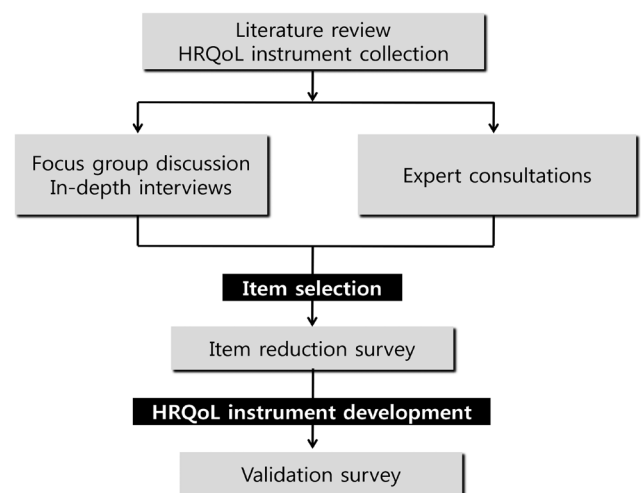 Literature review
HRQoL instrument collection
Focus group discussion
In-depth interviews
Expert consultations
Item selection
Item reduction survey
HRQoL instrument development
Validation survey